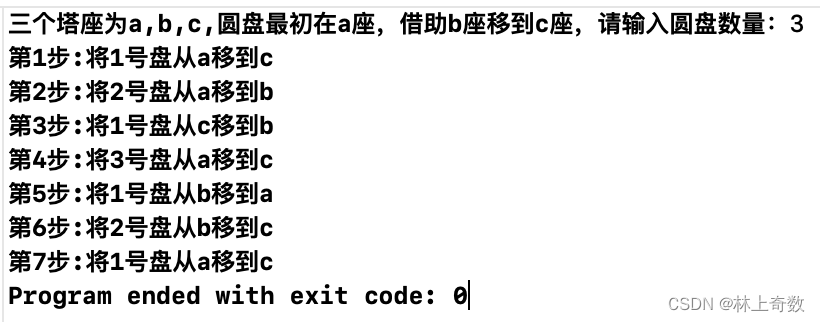 三个塔座为a,b,c,圆盘最初在a座，借助b座移到c座，请输入圆盘数量：3
第1步:将1号盘从a移到c
第2步:将2号盘从a移到b
第3步:将1号盘从c移到b
第4步:将3号盘从a移到c
第5步:将1号盘从b移到a
第6步:将2号盘从b移到c
第7步:将1号盘从a移到c
Program ended with exit code: 0
CSDN @林上奇数